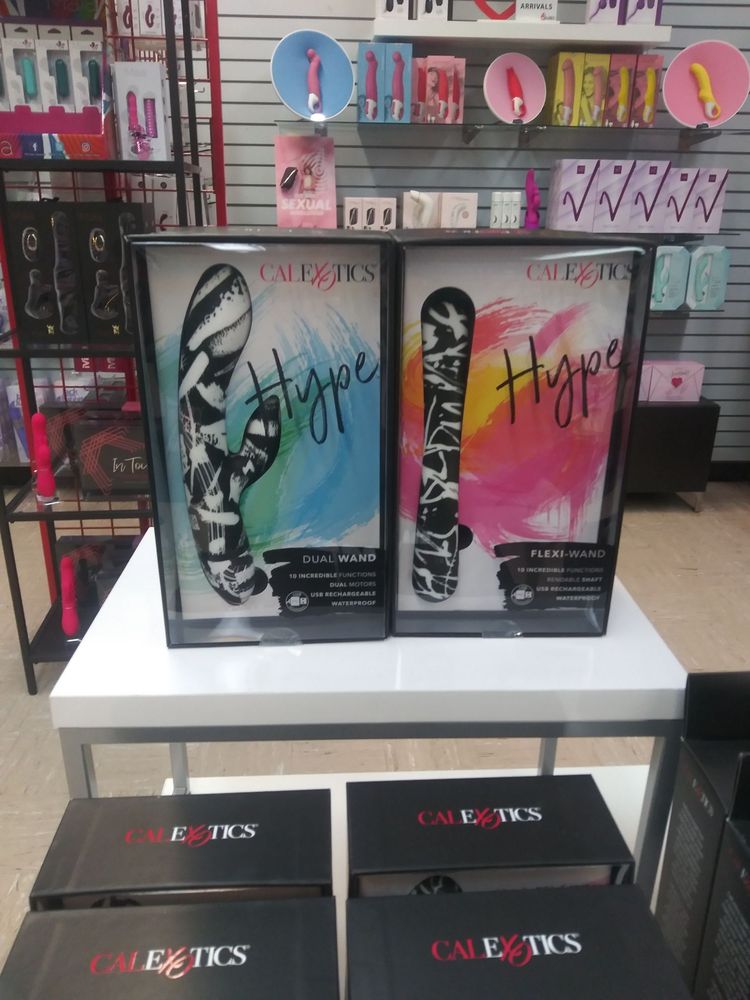 ARRIVALS
SEXUAL
CALEXOTICS
Hype
DUAL WAND
10 INCREDIBLE FUNCTIONS
DUAL MOTORS
USB RECHARGEABLE
WATERPROOF
CALEXOTICS
Hype
FLEXI-WAND
10 INCREDIBLE FUNCTIONS
BENDABLE SHAFT
USB RECHARGEABLE
WATERPROOF
CALEXOTICS
CALEXOTICS
CALEXOTICS
CALEXOTICS